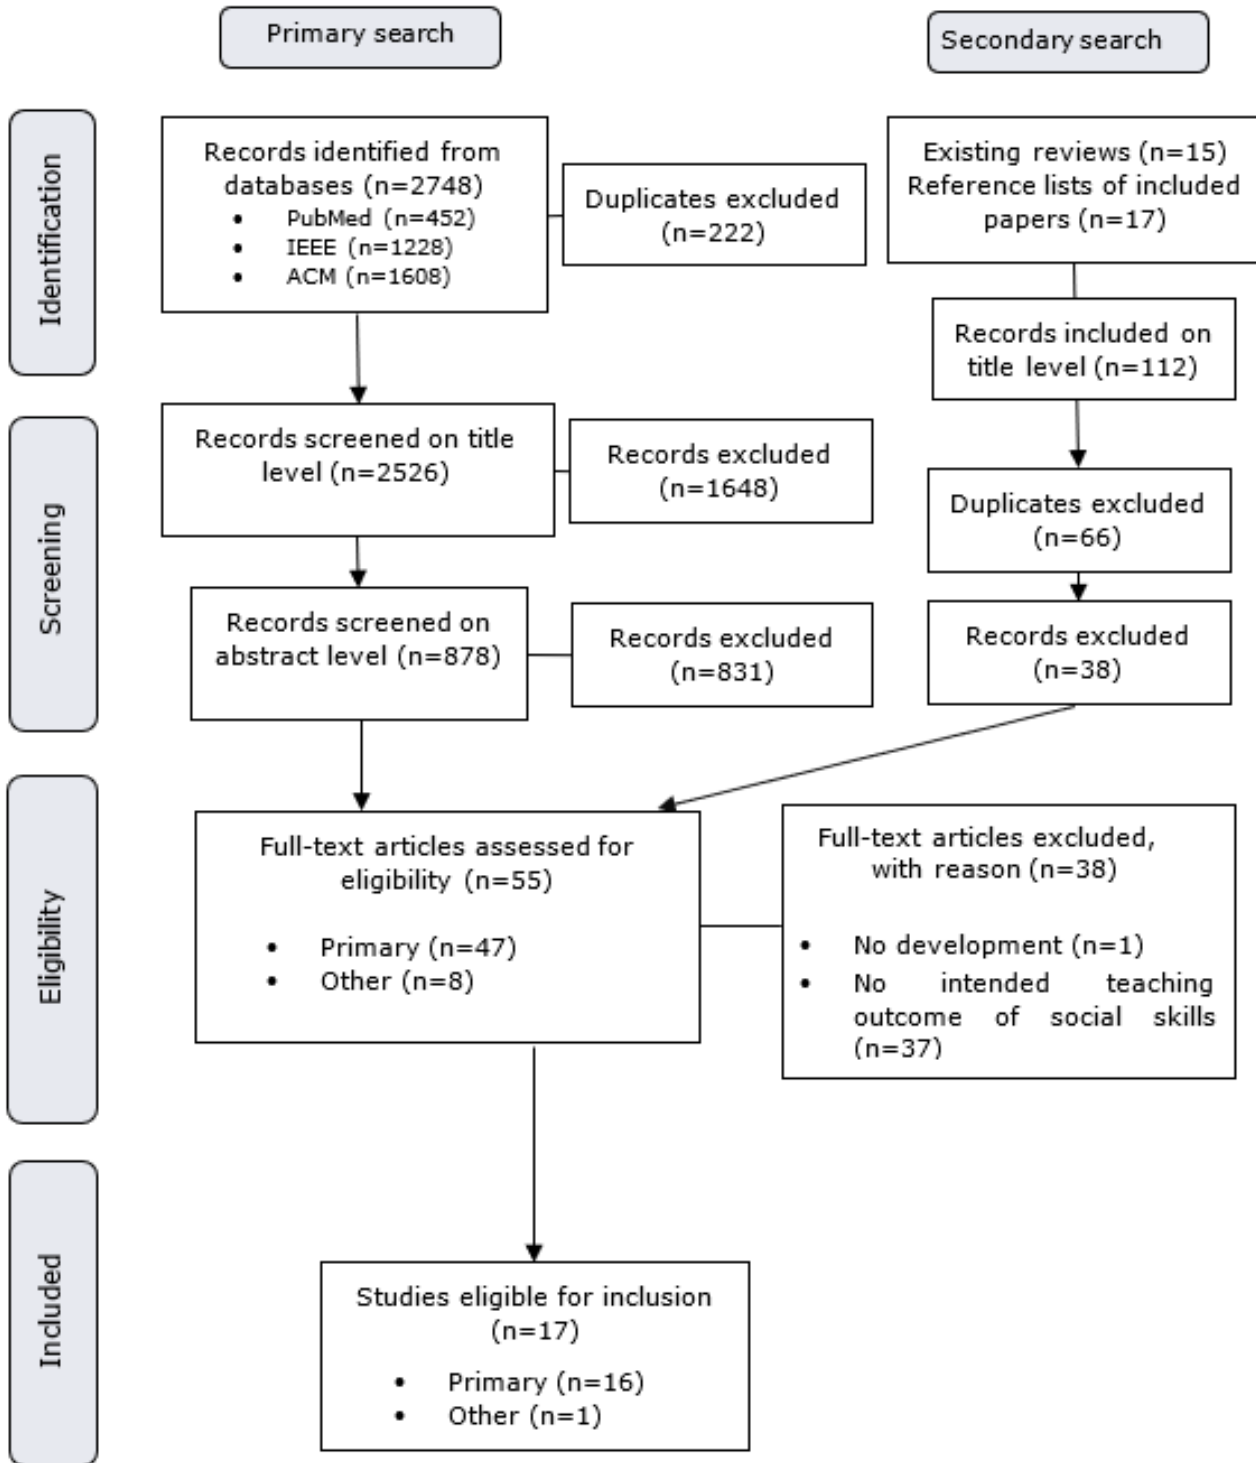 Primary search
Secondary search
Identification
Records identified from
databases (n=2748)
• PubMed (n=452)
• IEEE (n=1228)
• ACM (n=1608)
Duplicates excluded
(n=222)
Existing reviews (n=15)
Reference lists of included
papers (n=17)
Records included on
title level (n=112)
Screening
Records screened on title
level (n=2526)
Records excluded
(n=1648)
Duplicates excluded
(n=66)
Records screened on
abstract level (n=878)
Records excluded
(n=831)
Records excluded
(n=38)
Eligibility
Full-text articles assessed for
eligibility (n=55)
• Primary (n=47)
• Other (n=8)
Full-text articles excluded,
with reason (n=38)
• No development (n=1)
• No intended teaching
outcome of social skills
(n=37)
Included
Studies eligible for inclusion
(n=17)
• Primary (n=16)
• Other (n=1)